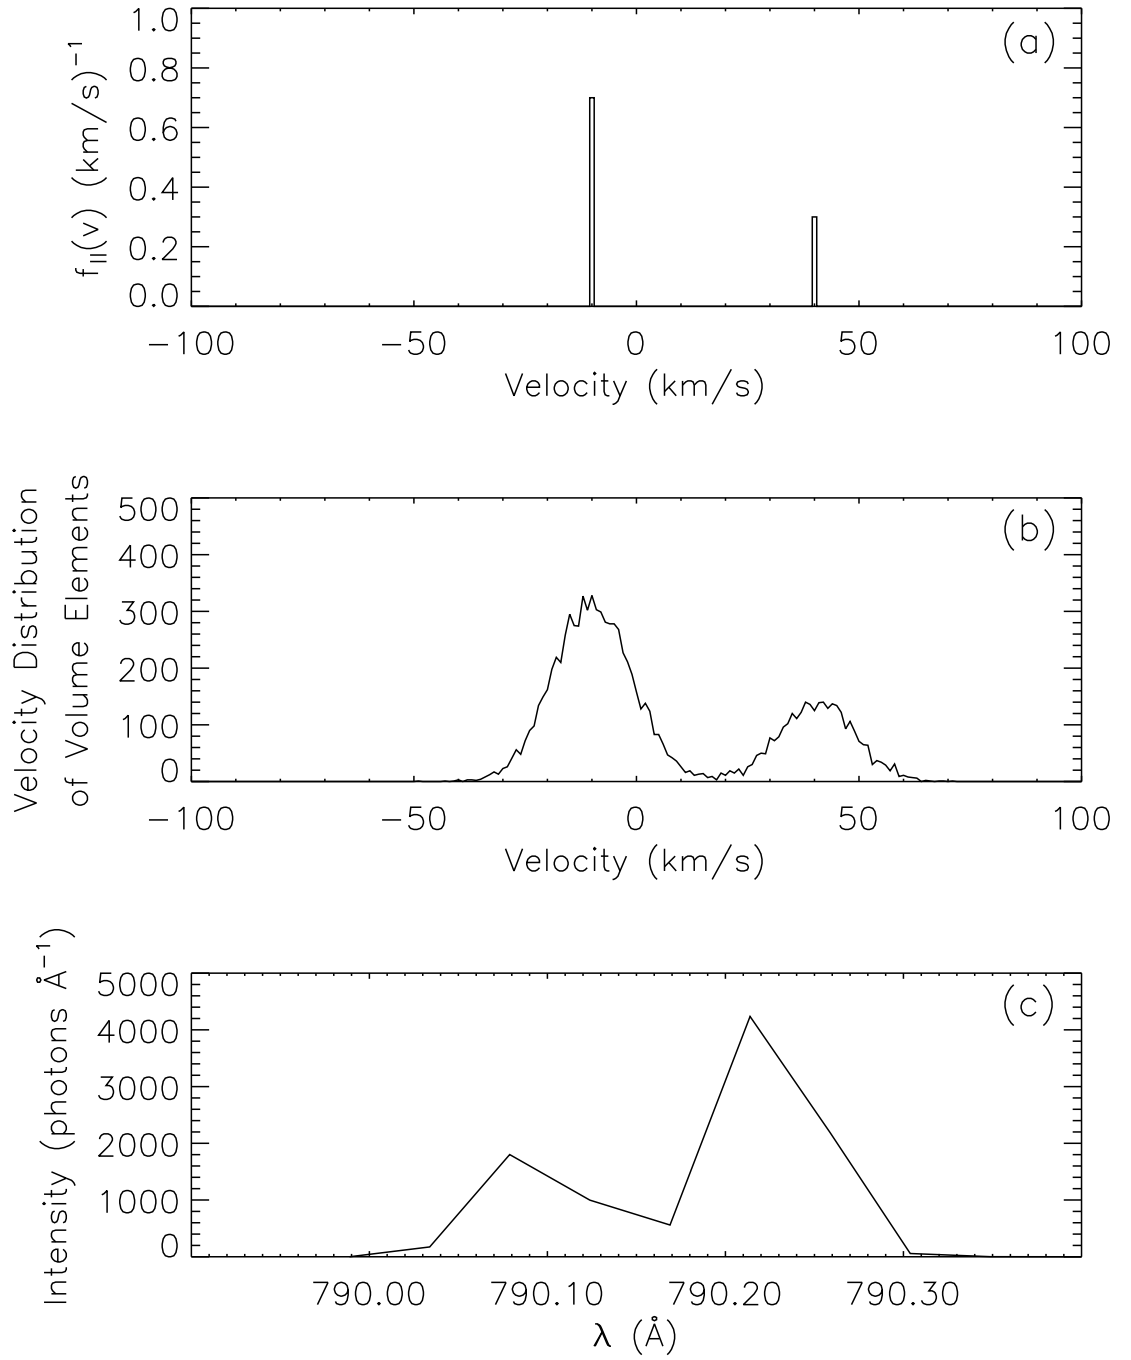 (a)
f||(v) (km/s)⁻¹
1.0
0.8
0.6
0.4
0.2
0.0
−100 −50 0 50 100
Velocity (km/s)
(b)
Velocity Distribution
of Volume Elements
500
400
300
200
100
0
−100 −50 0 50 100
Velocity (km/s)
(c)
Intensity (photons Å⁻¹)
5000
4000
3000
2000
1000
0
790.00 790.10 790.20 790.30
λ (Å)